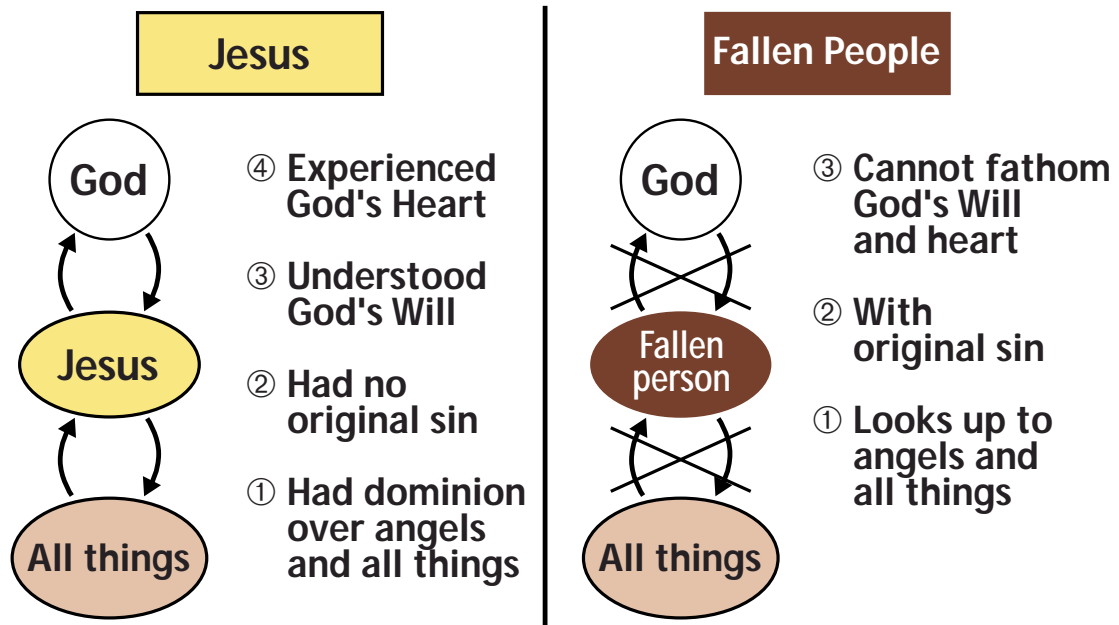 Jesus
God
④ Experienced
God's Heart
③ Understood
God's Will
Jesus
② Had no
original sin
① Had dominion
over angels
and all things
All things
Fallen People
God
③ Cannot fathom
God's Will
and heart
② With
original sin
Fallen
person
① Looks up to
angels and
all things
All things